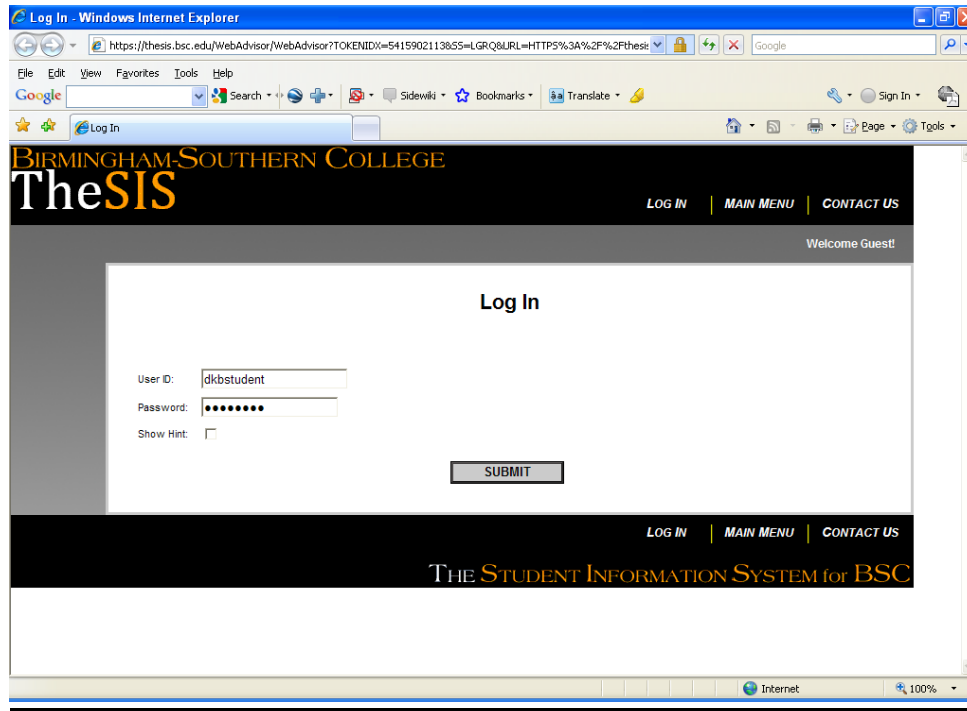 Log In - Windows Internet Explorer
https://thesis.bsc.edu/WebAdvisor/WebAdvisor?TOKENIDX=5415902113&SS=LGRQ&URL=HTTPS%3A%2F%2Fthesis
Google
File Edit View Favorites Tools Help
Google Search Sidewiki Bookmarks Translate Sign In
Log In Page Tools
BIRMINGHAM-SOUTHERN COLLEGE
TheSIS
LOG IN MAIN MENU CONTACT US
Welcome Guest!
Log In
User ID: dkbstudent
Password: ●●●●●●●●
Show Hint:
SUBMIT
LOG IN MAIN MENU CONTACT US
THE STUDENT INFORMATION SYSTEM for BSC
Internet 100%